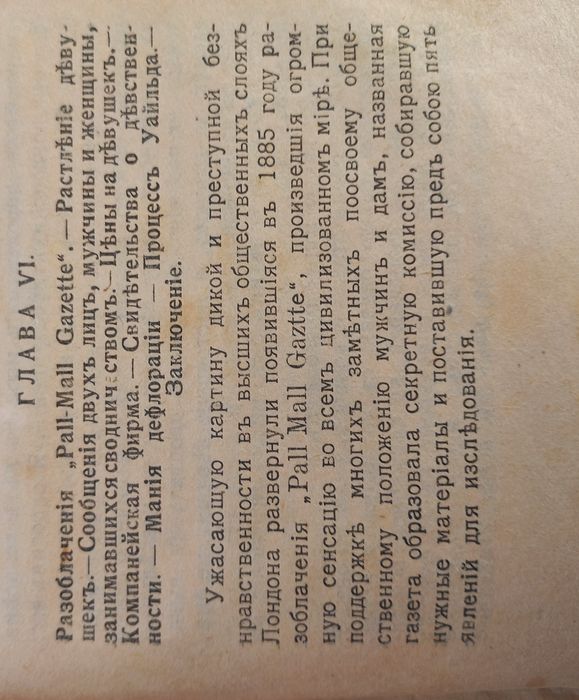 ГЛАВА VI.
Разоблаченія „Pall-Mall Gazette“. — Растлѣніе дѣву-
шекъ.—Сообщенія двухъ лицъ, мужчины и женщины,
занимавшихся сводничествомъ.—Цѣны на дѣвушекъ.—
Компанейская фирма. — Свидѣтельства о дѣвствен-
ности. — Манія дефлораціи — Процессъ Уайльда. —
Заключеніе.
Ужасающую картину дикой и преступной без-
нравственности въ высшихъ общественныхъ слояхъ
Лондона развернули появившіяся въ 1885 году ра-
зоблаченія „Pall Mall Gaztte“, произведшія огром-
ную сенсацію во всемъ цивилизованномъ мірѣ. При
поддержкѣ многихъ замѣтныхъ поосвоему обще-
ственному положенію мужчинъ и дамъ, названная
газета образовала секретную комиссію, собиравшую
нужные матеріалы и поставившую предъ собою пять
явленій для изслѣдованія.